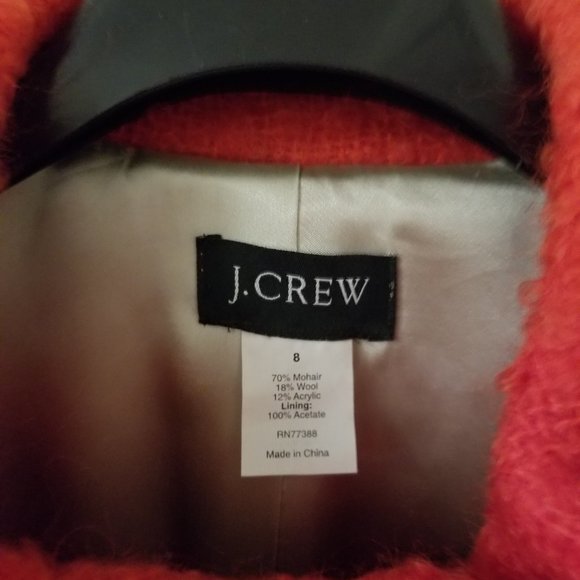 J.CREW
8
70% Mohair
18% Wool
12% Acrylic
Lining:
100% Acetate
RN77388
Made in China